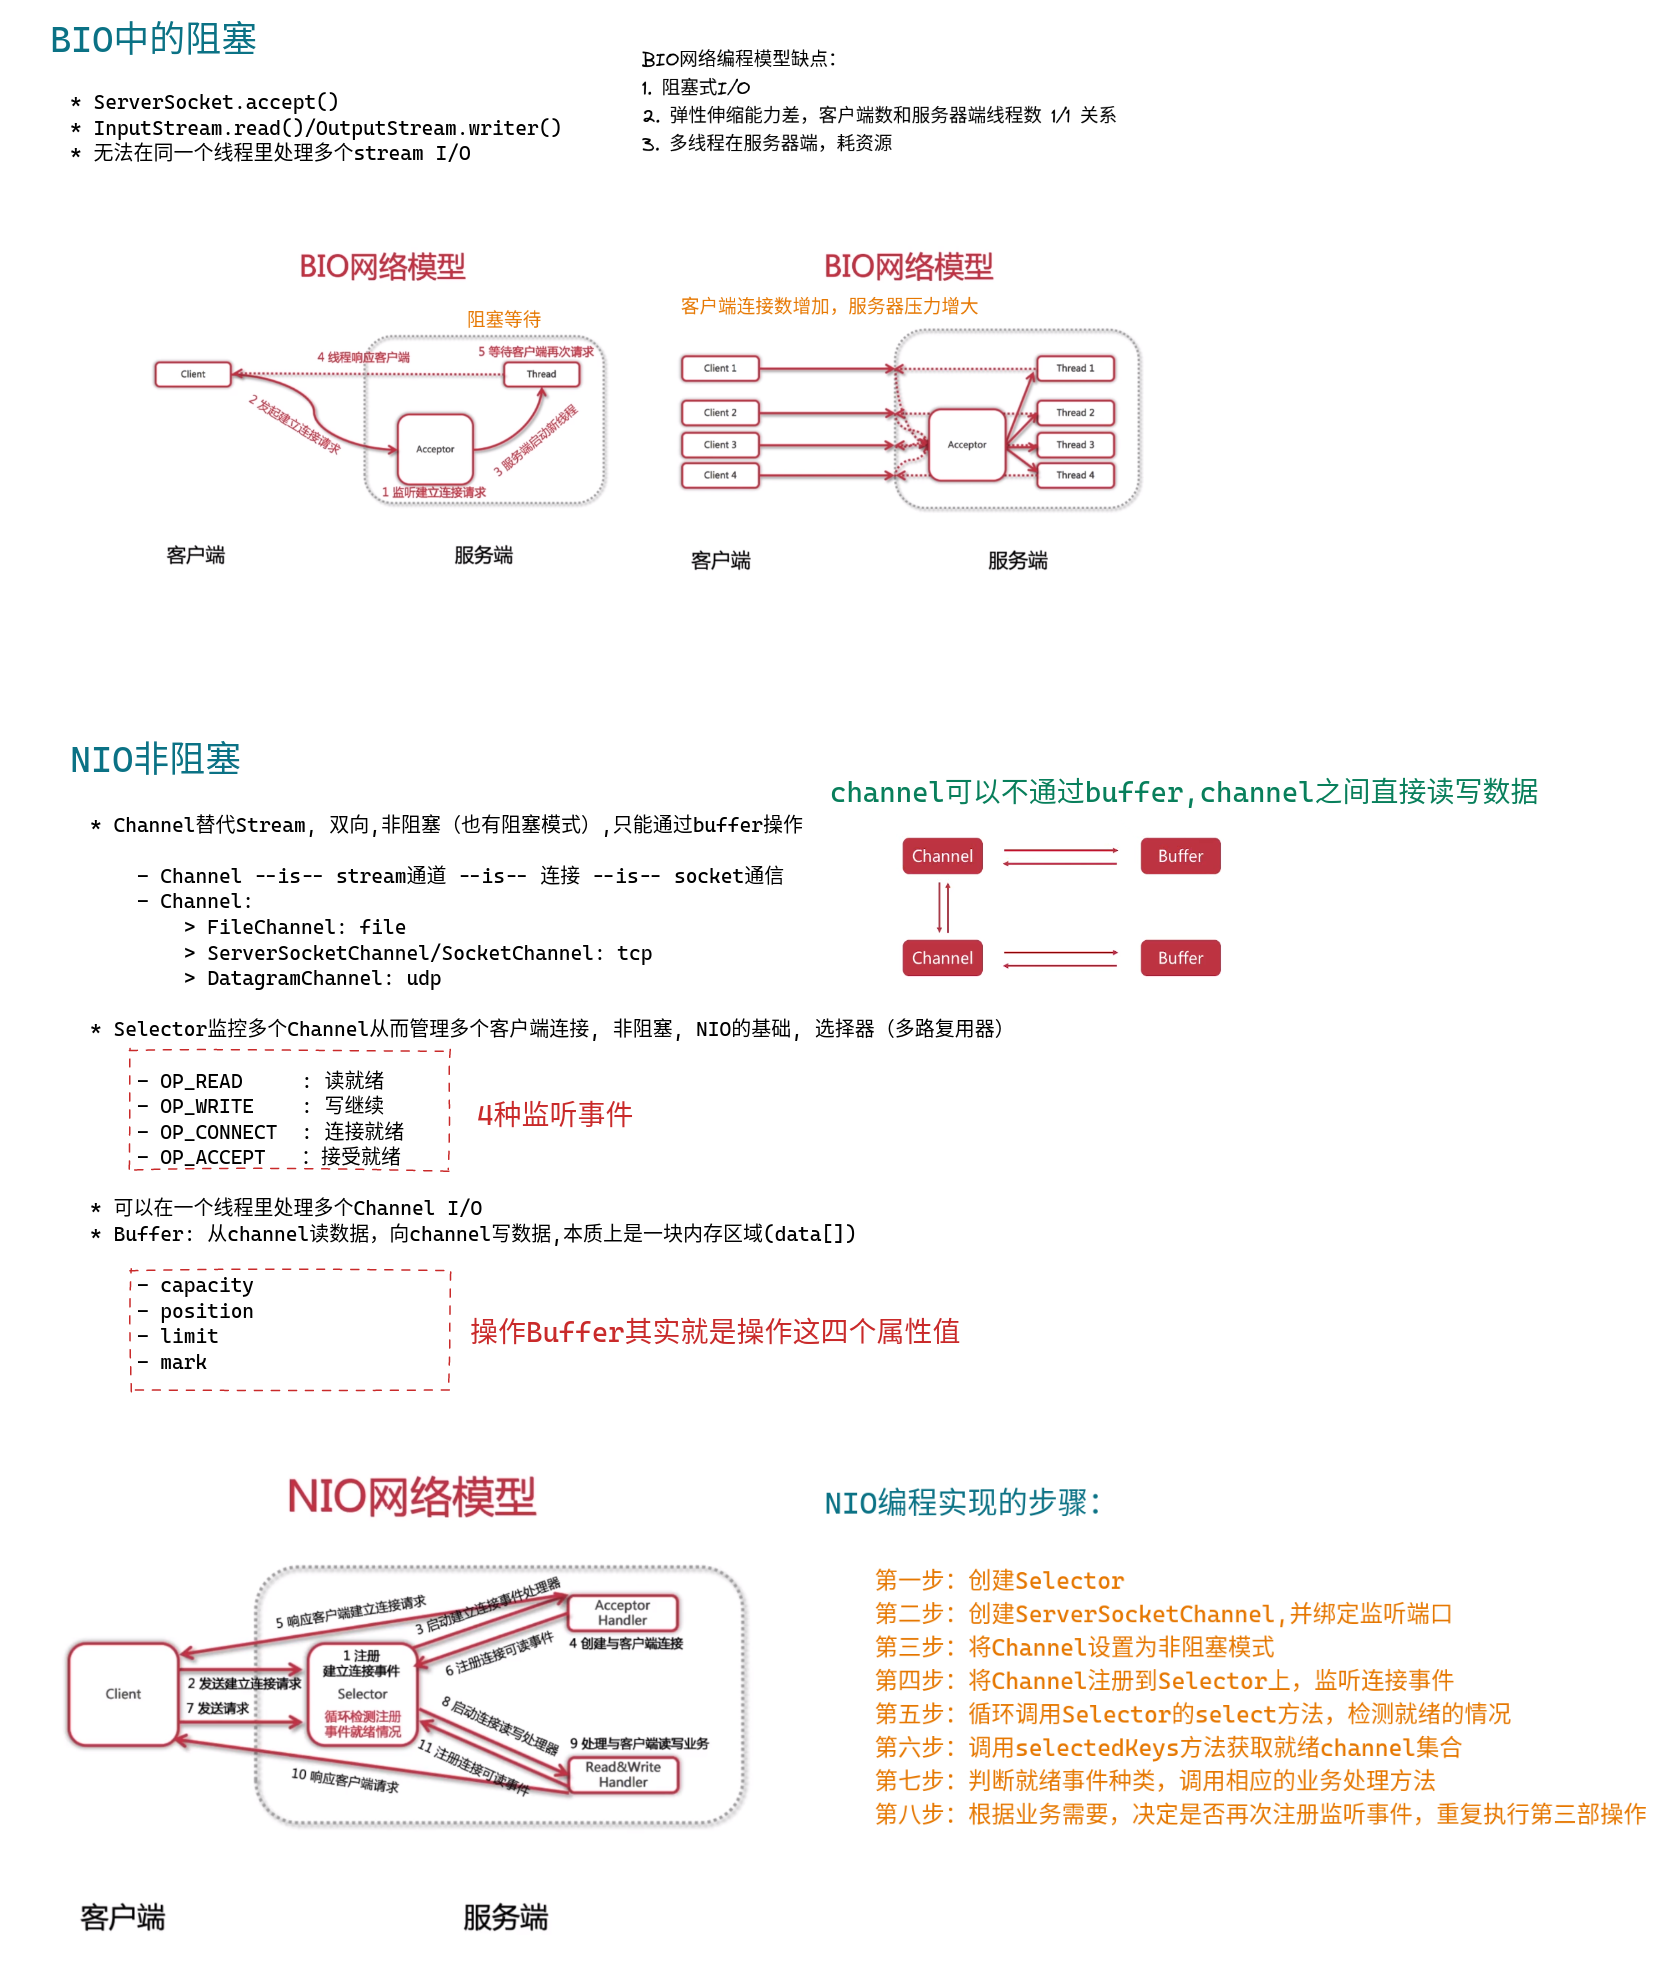 BIO中的阻塞
* ServerSocket.accept()
* InputStream.read()/OutputStream.writer()
* 无法在同一个线程里处理多个stream I/O
BIO网络编程模型缺点：
1. 阻塞式I/O
2. 弹性伸缩能力差，客户端数和服务器端线程数 1/1 关系
3. 多线程在服务器端，耗资源
BIO网络模型
阻塞等待
4 线程响应客户端
5 等待客户端再次请求
Client
Thread
2 发起建立连接请求
3 服务端启动新线程
Acceptor
1 监听建立连接请求
客户端
服务端
BIO网络模型
客户端连接数增加，服务器压力增大
Client 1
Thread 1
Client 2
Thread 2
Client 3
Acceptor
Thread 3
Client 4
Thread 4
客户端
服务端
NIO非阻塞
* Channel替代Stream, 双向,非阻塞（也有阻塞模式）,只能通过buffer操作
- Channel --is-- stream通道 --is-- 连接 --is-- socket通信
- Channel:
> FileChannel: file
> ServerSocketChannel/SocketChannel: tcp
> DatagramChannel: udp
channel可以不通过buffer,channel之间直接读写数据
Channel
Buffer
Channel
Buffer
* Selector监控多个Channel从而管理多个客户端连接, 非阻塞, NIO的基础, 选择器（多路复用器）
- OP_READ : 读就绪
- OP_WRITE : 写继续
- OP_CONNECT : 连接就绪
- OP_ACCEPT : 接受就绪
4种监听事件
* 可以在一个线程里处理多个Channel I/O
* Buffer: 从channel读数据，向channel写数据,本质上是一块内存区域(data[])
- capacity
- position
- limit
- mark
操作Buffer其实就是操作这四个属性值
NIO网络模型
5 响应客户端建立连接请求
3 启动建立连接事件处理器
Acceptor
Handler
4 创建与客户端连接
6 注册连接可读事件
1 注册
建立连接事件
Selector
循环检测注册
事件就绪情况
Client
2 发送建立连接请求
7 发送请求
8 启动连接读写处理器
9 处理与客户端读写业务
Read&Write
Handler
11 注册连接可读事件
10 响应客户端请求
客户端
服务端
NIO编程实现的步骤：
第一步：创建Selector
第二步：创建ServerSocketChannel,并绑定监听端口
第三步：将Channel设置为非阻塞模式
第四步：将Channel注册到Selector上，监听连接事件
第五步：循环调用Selector的select方法，检测就绪的情况
第六步：调用selectedKeys方法获取就绪channel集合
第七步：判断就绪事件种类，调用相应的业务处理方法
第八步：根据业务需要，决定是否再次注册监听事件，重复执行第三部操作